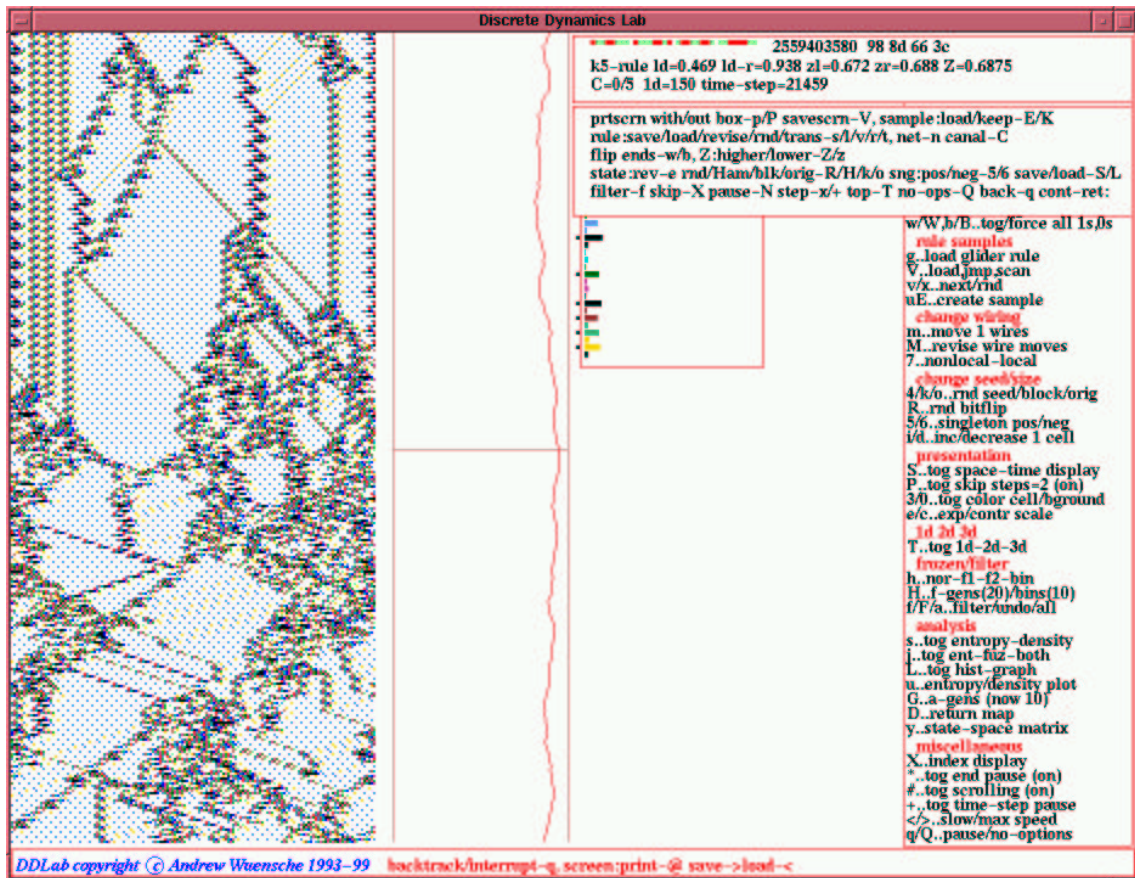 Discrete Dynamics Lab
2559403580 98 8d 66 3c
k5-rule ld=0.469 ld-r=0.938 zl=0.672 zr=0.688 Z=0.6875
C=0/5 1d=150 time-step=21459
prtscrn with/out box-p/P savescrn-V, sample:load/keep-E/K
rule:save/load/revise/rnd/trans-s/l/v/r/t, net-n canal-C
flip ends-w/b, Z:higher/lower-Z/z
state:rev-e rnd/Ham/blk/orig-R/H/k/o sng:pos/neg-5/6 save/load-S/L
filter-f skip-X pause-N step-x/+ top-T no-ops-Q back-q cont-ret:
w/W,b/B..tog/force all 1s,0s
rule samples
g..load glider rule
V..load,jmp,scan
v/x..next/rnd
uE..create sample
change wiring
m..move 1 wires
M..revise wire moves
7..nonlocal-local
change seed/size
4/k/o..rnd seed/block/orig
R..rnd bitflip
5/6..singleton pos/neg
i/d..inc/decrease 1 cell
presentation
S..tog space-time display
P..tog skip steps=2 (on)
3/0..tog color cell/bground
e/c..exp/contr scale
1d 2d 3d
T..tog 1d-2d-3d
frozen/filter
h..nor-f1-f2-bin
H..f-gens(20)/bins(10)
f/F/a..filter/undo/all
analysis
s..tog entropy-density
j..tog ent-fuz-both
L..tog hist-graph
u..entropy/density plot
G..a-gens (now 10)
D..return map
y..state-space matrix
miscellaneous
X..index display
*..tog end pause (on)
#..tog scrolling (on)
+..tog time-step pause
</>..slow/max speed
q/Q..pause/no-options
DDLab copyright © Andrew Wuensche 1993-99 backtrack/interrupt-q, screen:print-@ save->load-<